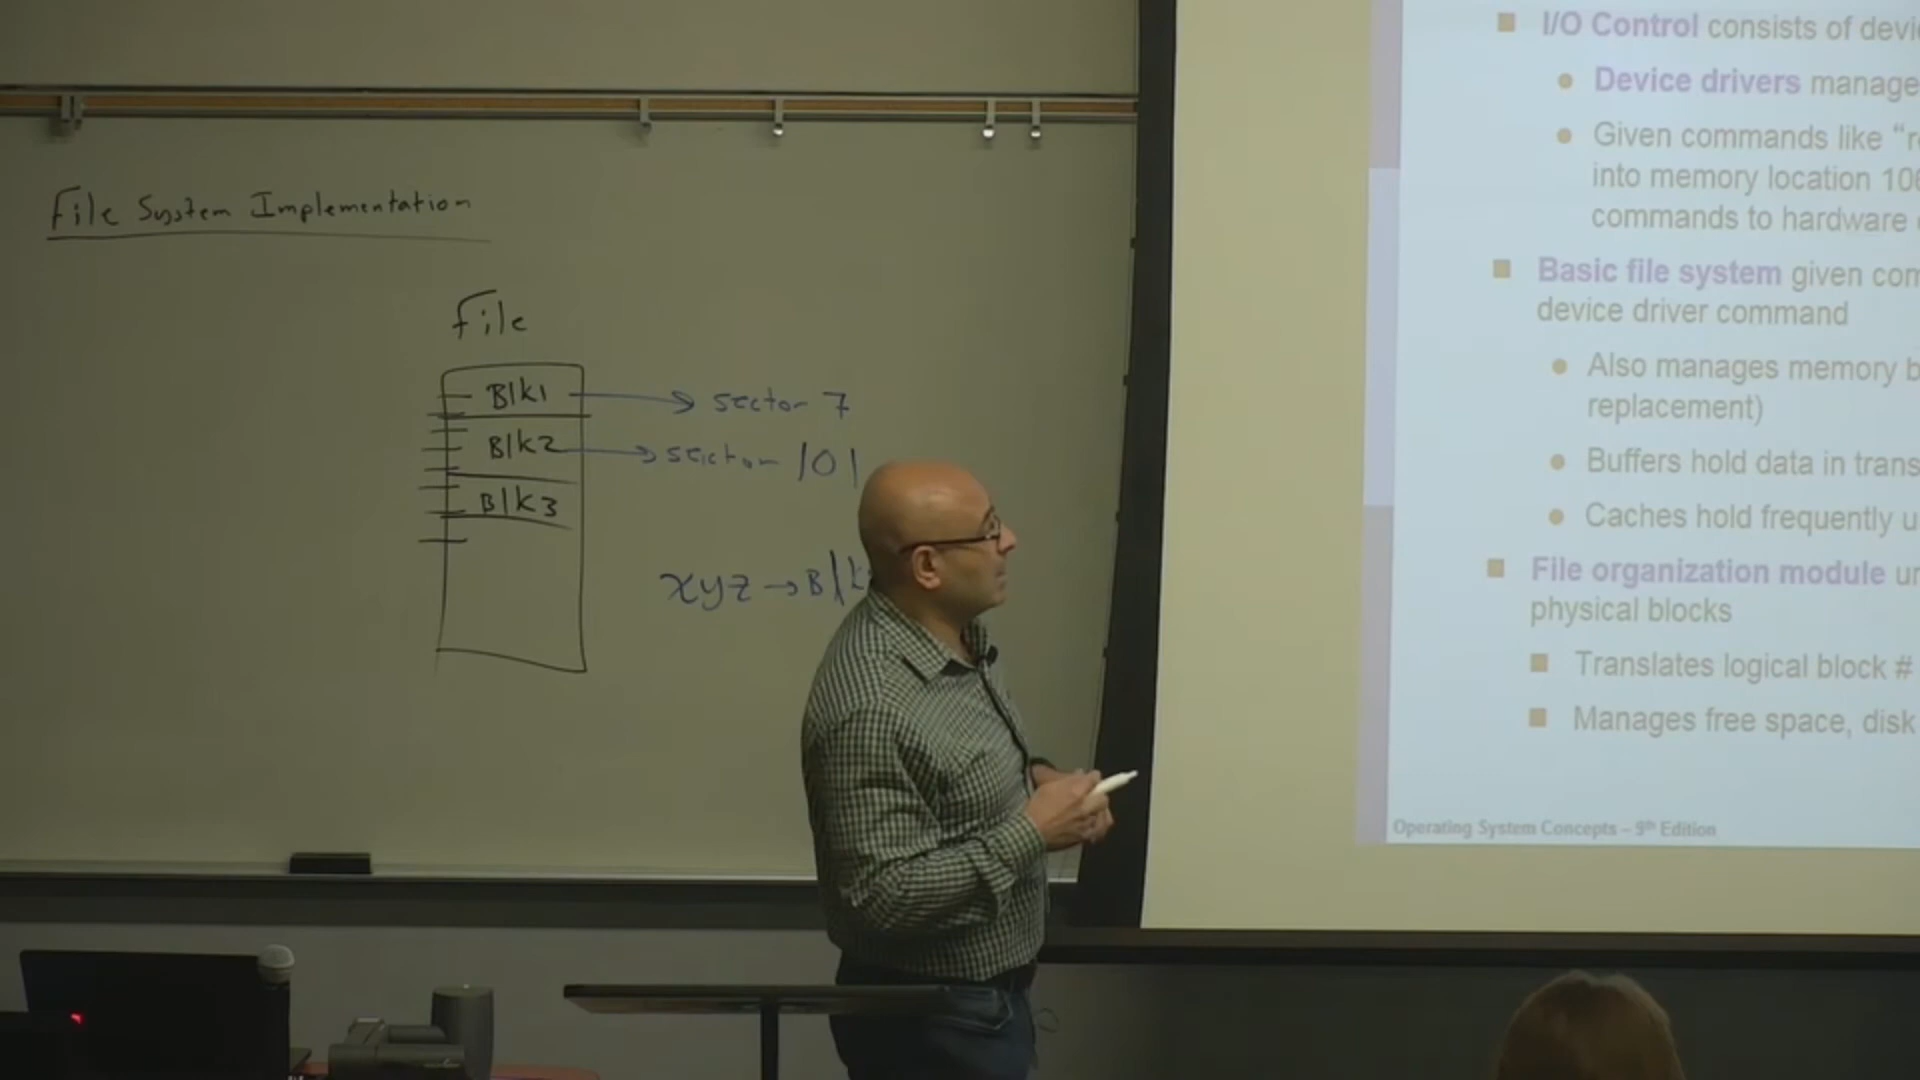 File System Implementation
File
Blk1 → sector 7
Blk2 → sector 101
Blk3
xyz → Blk
I/O Control consists of devi
Device drivers manage
Given commands like “r
into memory location 10
commands to hardware
Basic file system given com
device driver command
Also manages memory b
replacement)
Buffers hold data in trans
Caches hold frequently u
File organization module un
physical blocks
Translates logical block #
Manages free space, disk
Operating System Concepts – 9th Edition